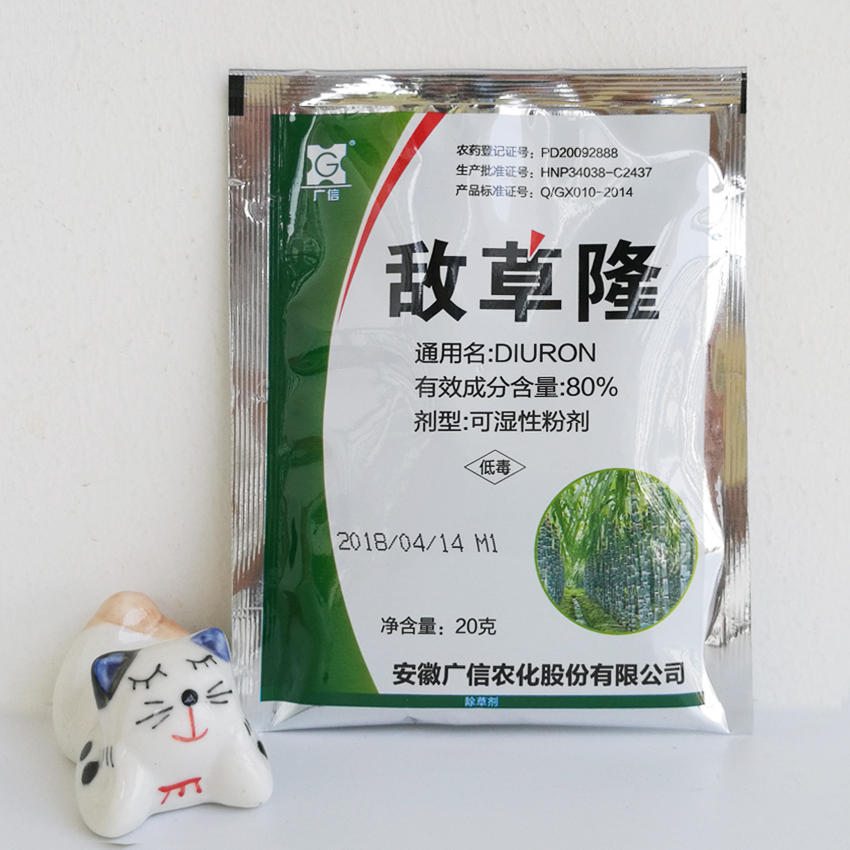 G
®
广信
农药登记证号：PD20092888
生产批准证号：HNP34038-C2437
产品标准证号：Q/GX010-2014
敌草隆
通用名:DIURON
有效成分含量:80%
剂型:可湿性粉剂
低毒
2018/04/14 M1
净含量：20克
安徽广信农化股份有限公司
除草剂